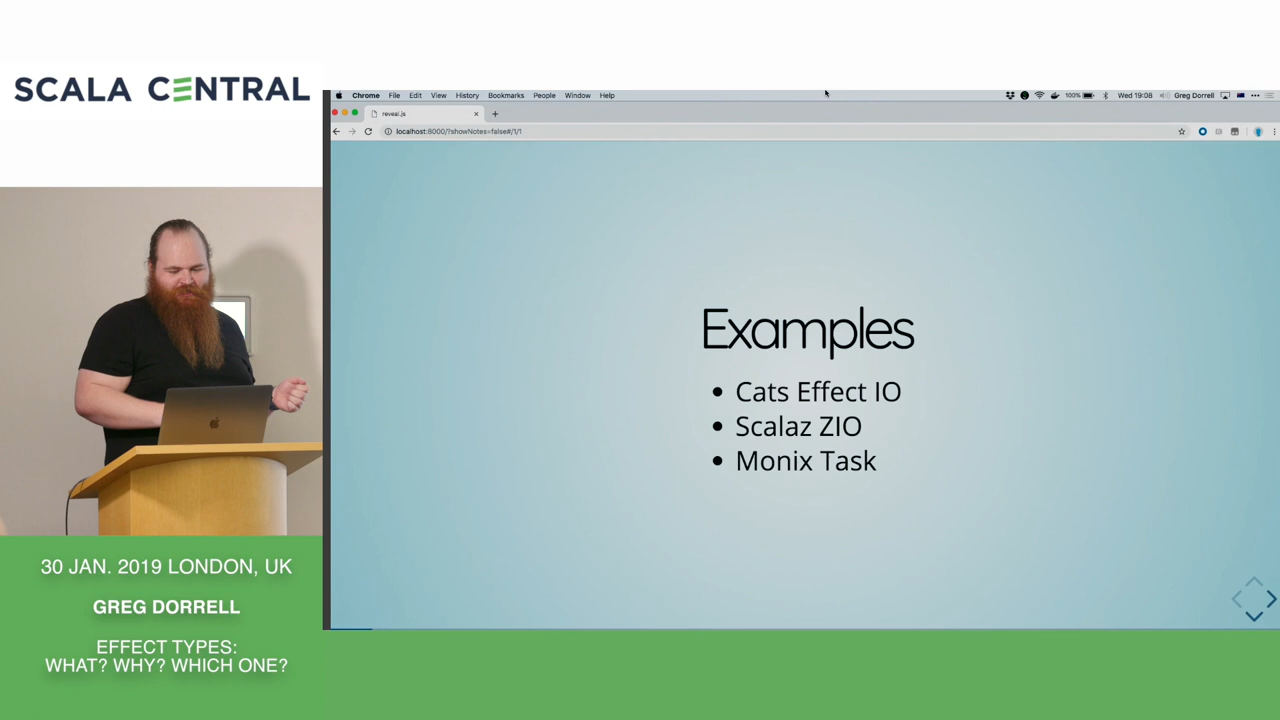 SCALA CENTRAL
Chrome File Edit View History Bookmarks People Window Help
100% Wed 19:08 Greg Dorrell
reveal.js
localhost:8000/?showNotes=false#/1/1
Examples
Cats Effect IO
Scalaz ZIO
Monix Task
30 JAN. 2019 LONDON, UK
GREG DORRELL
EFFECT TYPES:
WHAT? WHY? WHICH ONE?